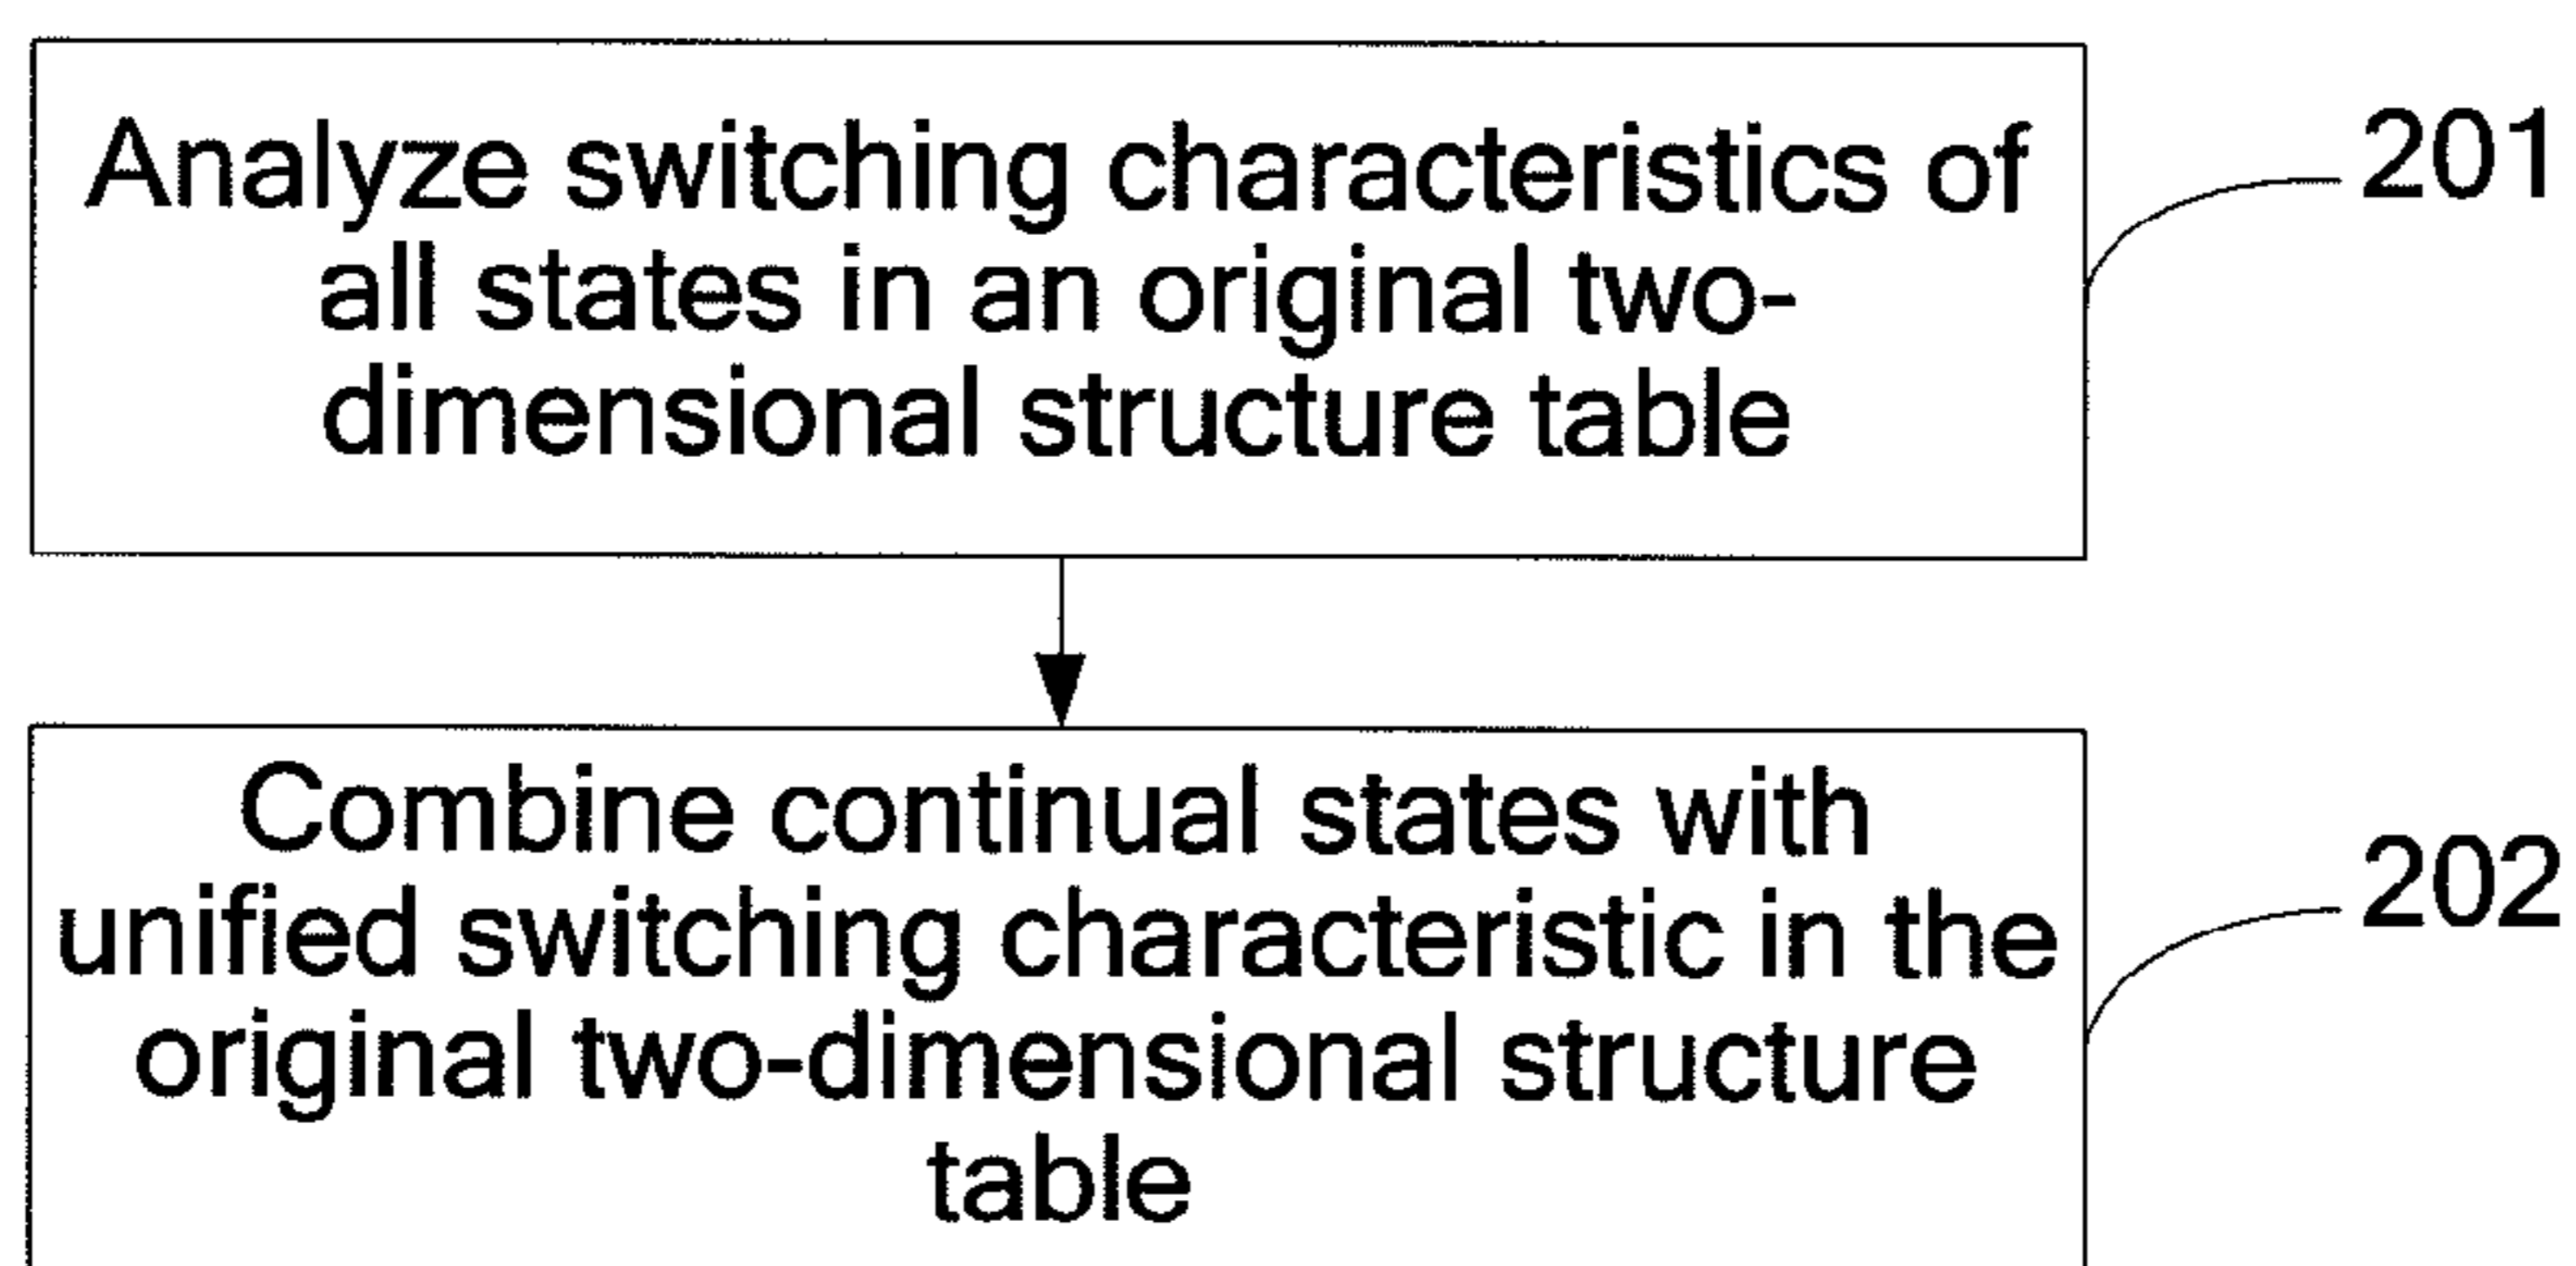 Analyze switching characteristics of
all states in an original two-
dimensional structure table
201
Combine continual states with
unified switching characteristic in the
original two-dimensional structure
table
202